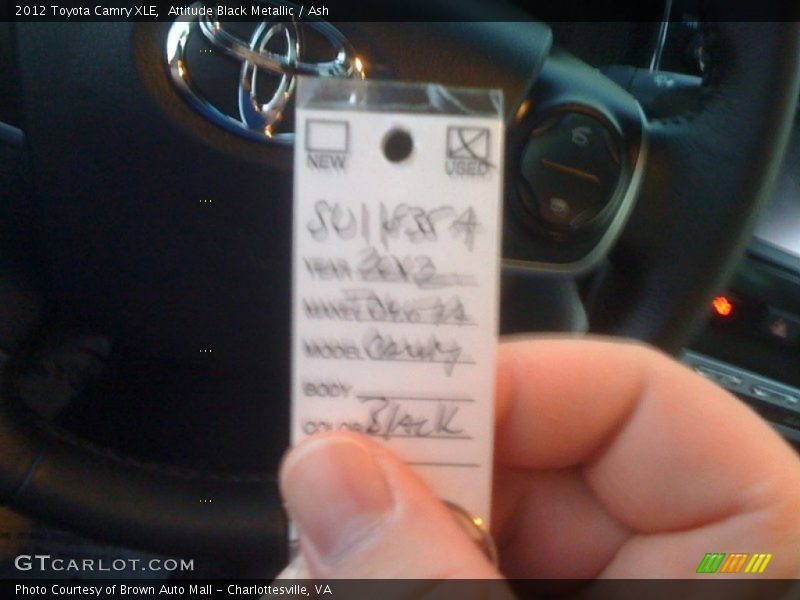 2012 Toyota Camry XLE,  Attitude Black Metallic / Ash
NEW USED
YEAR 2012
MAKE Toyota
MODEL Camry
BODY
COLOR Black
GTCARLOT.COM
Photo Courtesy of Brown Auto Mall - Charlottesville, VA